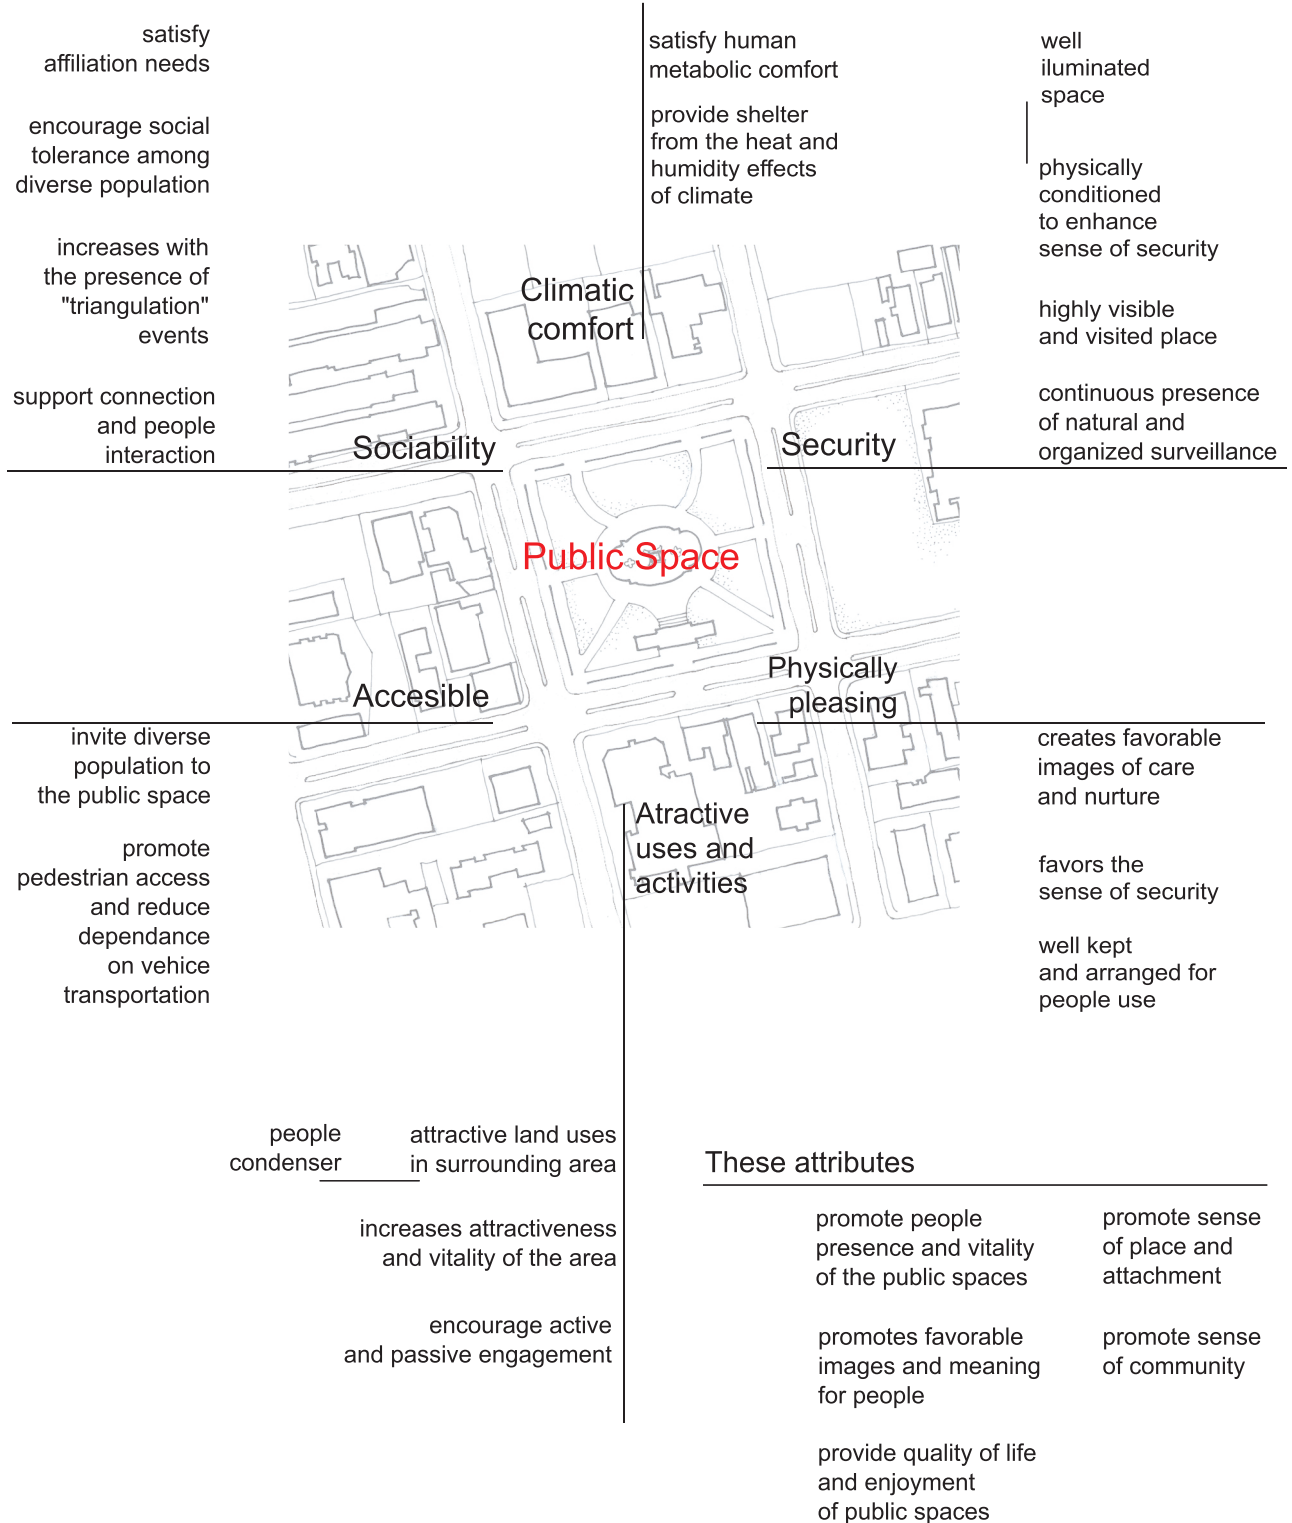 satisfy
affiliation needs
encourage social
tolerance among
diverse population
increases with
the presence of
"triangulation"
events
support connection
and people
interaction
Sociability
satisfy human
metabolic comfort
provide shelter
from the heat and
humidity effects
of climate
Climatic
comfort
well
iluminated
space
physically
conditioned
to enhance
sense of security
highly visible
and visited place
continuous presence
of natural and
organized surveillance
Security
Public Space
Accesible
invite diverse
population to
the public space
promote
pedestrian access
and reduce
dependance
on vehice
transportation
Physically
pleasing
creates favorable
images of care
and nurture
favors the
sense of security
well kept
and arranged for
people use
Atractive
uses and
activities
people
condenser
attractive land uses
in surrounding area
increases attractiveness
and vitality of the area
encourage active
and passive engagement
These attributes
promote people
presence and vitality
of the public spaces
promotes favorable
images and meaning
for people
provide quality of life
and enjoyment
of public spaces
promote sense
of place and
attachment
promote sense
of community